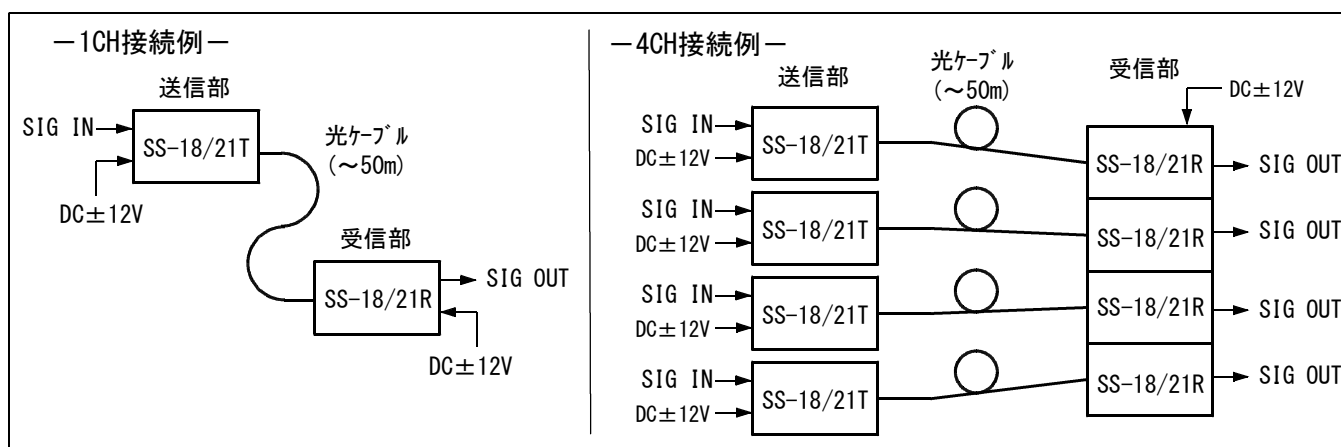 －1CH接続例－
送信部
SIG IN
SS-18/21T
光ｹｰﾌﾞﾙ
(～50m)
DC±12V
受信部
SS-18/21R
SIG OUT
DC±12V
－4CH接続例－
送信部
光ｹｰﾌﾞﾙ
(～50m)
受信部
DC±12V
SIG IN
DC±12V
SS-18/21T
SS-18/21R
SIG OUT
SIG IN
DC±12V
SS-18/21T
SS-18/21R
SIG OUT
SIG IN
DC±12V
SS-18/21T
SS-18/21R
SIG OUT
SIG IN
DC±12V
SS-18/21T
SS-18/21R
SIG OUT